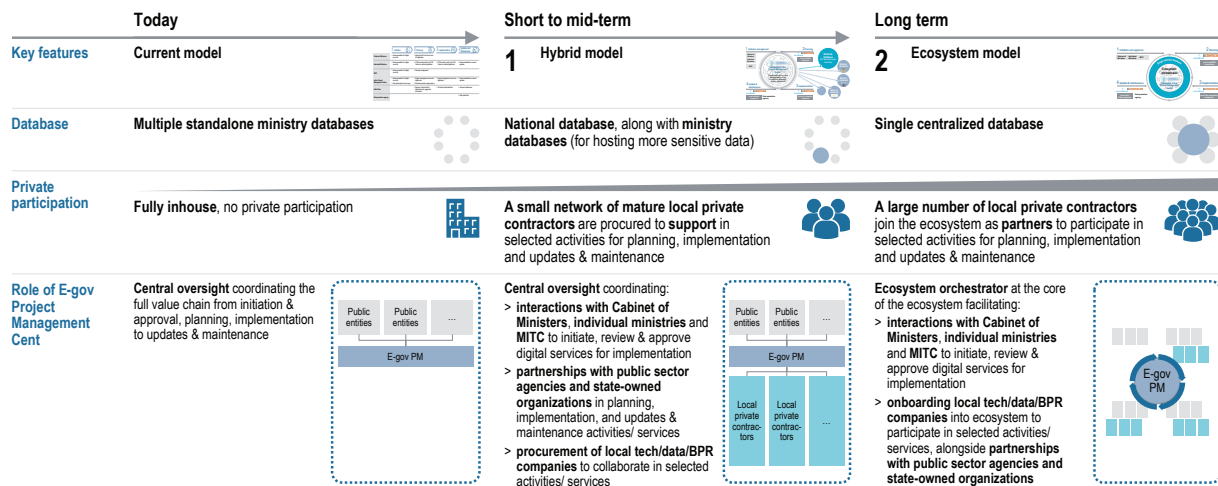 Today
Short to mid-term
Long term
Key features
Current model
1 Hybrid model
2 Ecosystem model
Database
Multiple standalone ministry databases
National database, along with ministry
databases (for hosting more sensitive data)
Single centralized database
Private
participation
Fully inhouse, no private participation
A small network of mature local private
contractors are procured to support in
selected activities for planning, implementation
and updates & maintenance
A large number of local private contractors
join the ecosystem as partners to participate in
selected activities for planning, implementation
and updates & maintenance
Role of E-gov
Project
Management
Cent
Central oversight coordinating the
full value chain from initiation &
approval, planning, implementation
to updates & maintenance
Public
entities
Public
entities
...
E-gov PM
Central oversight coordinating:
> interactions with Cabinet of
Ministers, individual ministries and
MITC to initiate, review & approve
digital services for implementation
> partnerships with public sector
agencies and state-owned
organizations in planning,
implementation, and updates &
maintenance activities/ services
> procurement of local tech/data/BPR
companies to collaborate in selected
activities/ services
Public
entities
Public
entities
...
E-gov PM
Local
private
contrac-
tors
Local
private
contrac-
tors
...
Ecosystem orchestrator at the core
of the ecosystem facilitating:
> interactions with Cabinet of
Ministers, individual ministries
and MITC to initiate, review &
approve digital services for
implementation
> onboarding local tech/data/BPR
companies into ecosystem to
participate in selected activities/
services, alongside partnerships
with public sector agencies and
state-owned organizations
E-gov
PM